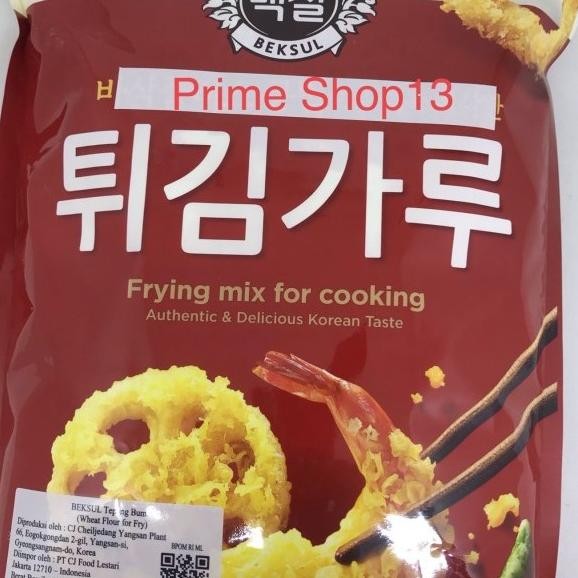 백설
BEKSUL
Prime Shop13
튀김가루
Frying mix for cooking
Authentic & Delicious Korean Taste
BEKSUL Tepung Bumbu
(Wheat Flour for Fry)
Diproduksi oleh : CJ Cheiljedang Yangsan Plant
66, Eogokgongdan 2-gil, Yangsan-si,
Gyeongsangnam-do, Korea
Diimpor oleh : PT CJ Food Lestari
Jakarta 12710 – Indonesia
BPOM RI ML